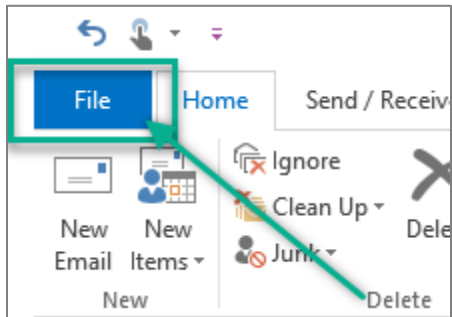 File Home Send / Receiv
Ignore
Clean Up
Junk
Dele
New Email
New Items
New
Delete